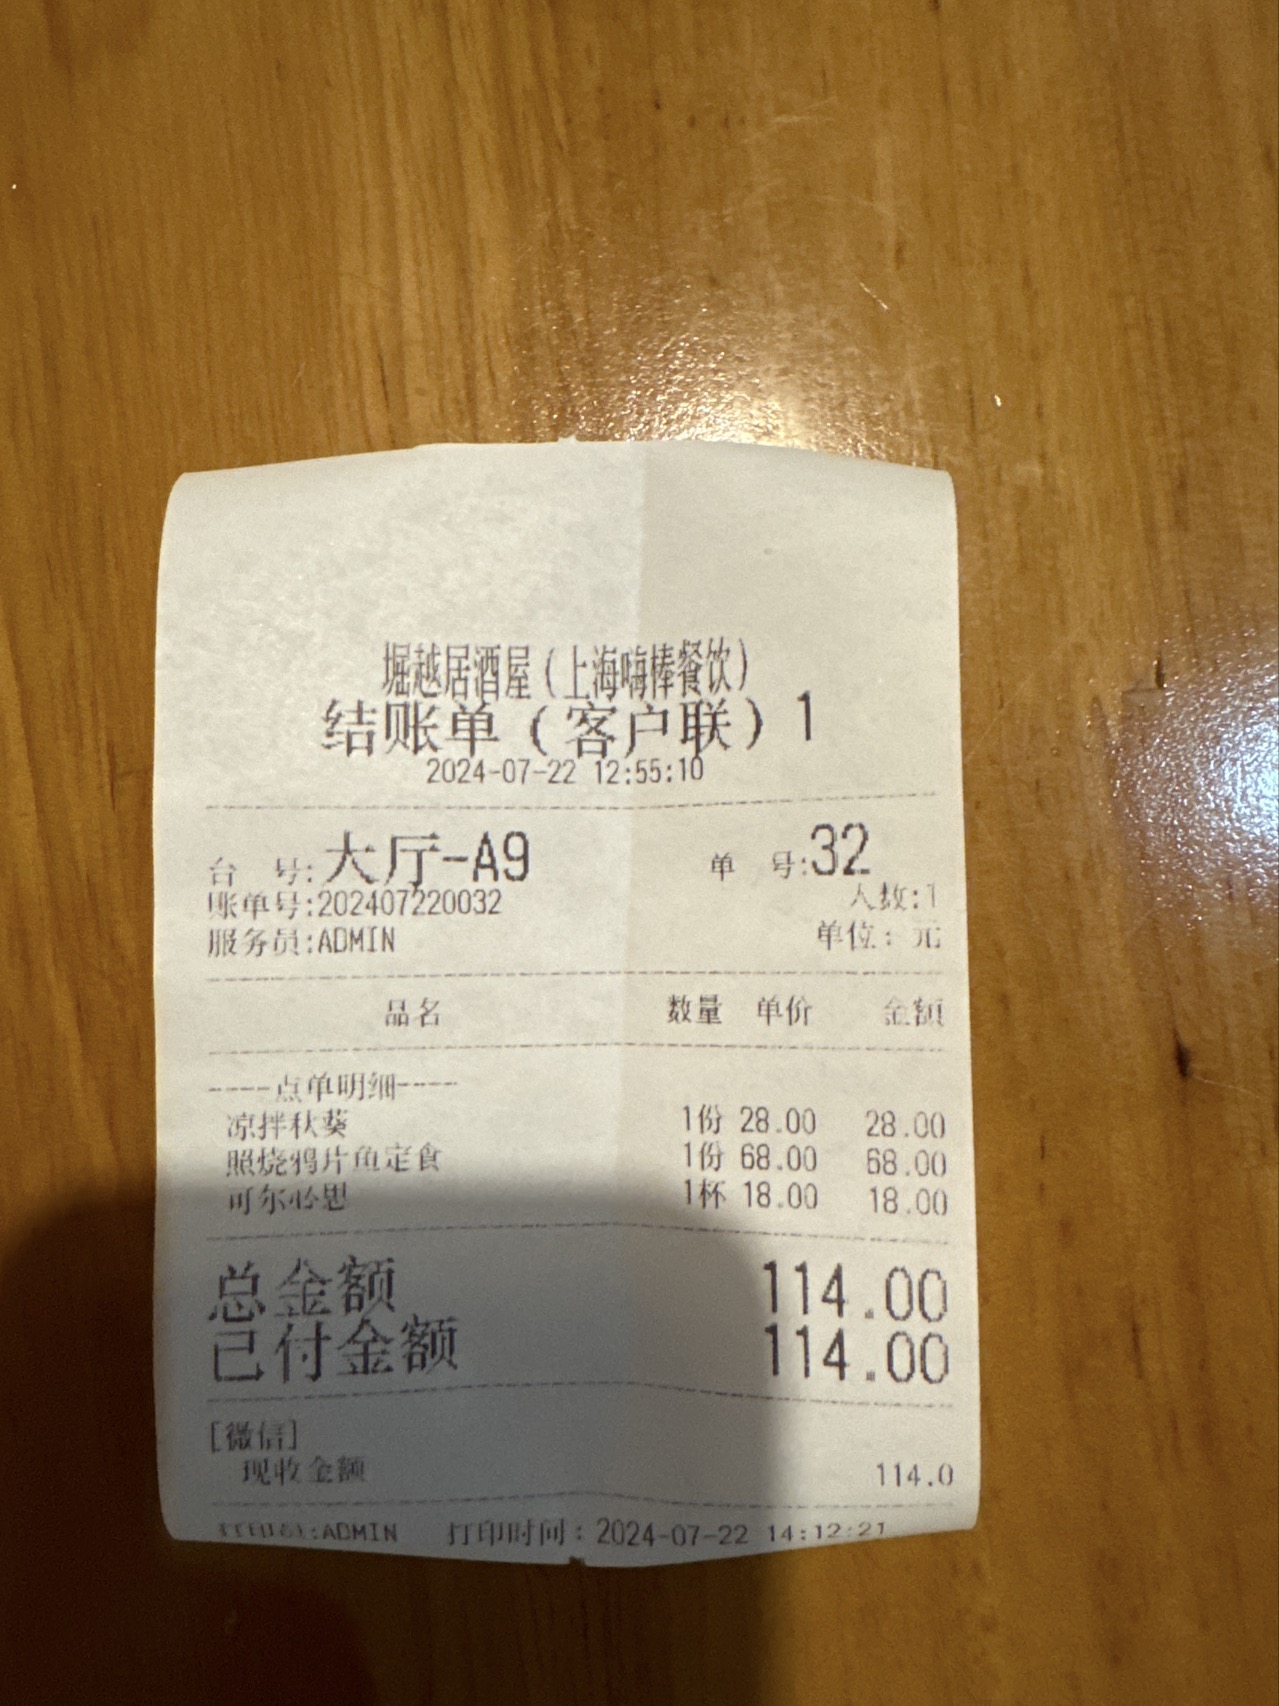 堀越居酒屋(上海嗨棒餐饮)
结账单(客户联)1
2024-07-22 12:55:10
台 号:大厅-A9 单 号:32
账单号:202407220032 人数:1
服务员:ADMIN 单位: 元
品名 数量 单价 金额
----点单明细----
凉拌秋葵 1份 28.00 28.00
照烧鸦片鱼定食 1份 68.00 68.00
可尔必思 1杯 18.00 18.00
总金额 114.00
已付金额 114.00
[微信]
现收金额 114.0
打印员:ADMIN 打印时间:2024-07-22 14:12:21